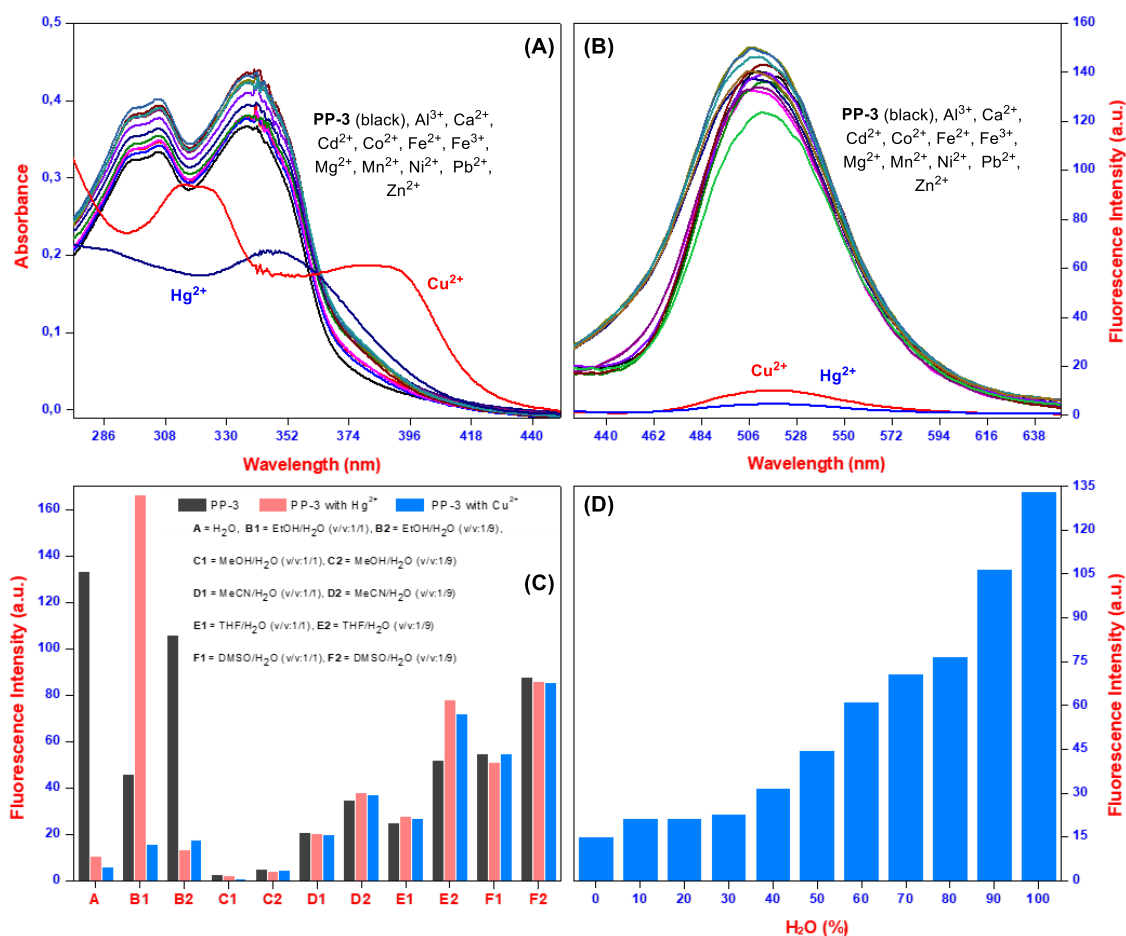 0,5
0,4
0,3
0,2
0,1
0,0
Absorbance
(A)
PP-3 (black), Al3+, Ca2+,
Cd2+, Co2+, Fe2+, Fe3+,
Mg2+, Mn2+, Ni2+, Pb2+,
Zn2+
Hg2+
Cu2+
286 308 330 352 374 396 418 440
Wavelength (nm)
(B)
PP-3 (black), Al3+, Ca2+,
Cd2+, Co2+, Fe2+, Fe3+,
Mg2+, Mn2+, Ni2+, Pb2+,
Zn2+
Cu2+
Hg2+
160
140
120
100
80
60
40
20
0
Fluorescence Intensity (a.u.)
440 462 484 506 528 550 572 594 616 638
Wavelength (nm)
160
140
120
100
80
60
40
20
0
Fluorescence Intensity (a.u.)
PP-3 PP-3 with Hg2+ PP-3 with Cu2+
A = H2O, B1 = EtOH/H2O (v/v:1/1), B2 = EtOH/H2O (v/v:1/9),
C1 = MeOH/H2O (v/v:1/1), C2 = MeOH/H2O (v/v:1/9)
(C)
D1 = MeCN/H2O (v/v:1/1), D2 = MeCN/H2O (v/v:1/9)
E1 = THF/H2O (v/v:1/1), E2 = THF/H2O (v/v:1/9)
F1 = DMSO/H2O (v/v:1/1), F2 = DMSO/H2O (v/v:1/9)
A B1 B2 C1 C2 D1 D2 E1 E2 F1 F2
(D)
135
120
105
90
75
60
45
30
15
0
Fluorescence Intensity (a.u.)
0 10 20 30 40 50 60 70 80 90 100
H2O (%)